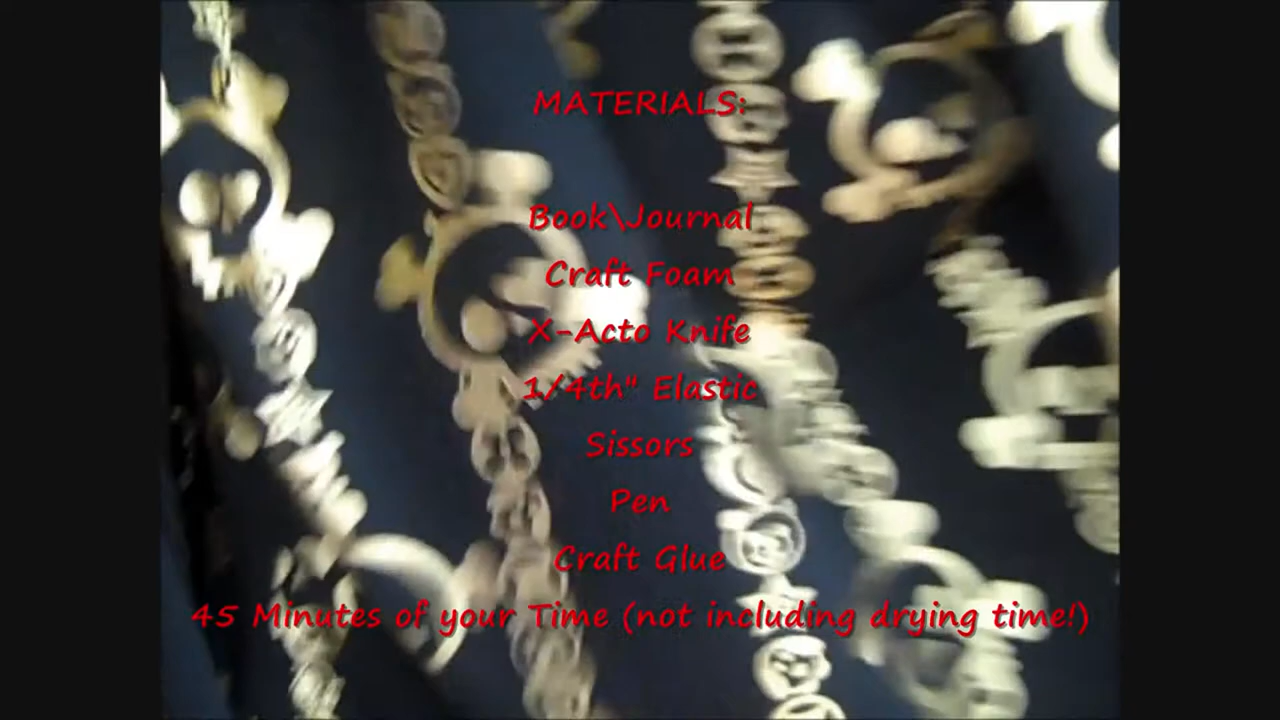 MATERIALS:
Book\Journal
Craft Foam
X-Acto Knife
1/4th" Elastic
Sissors
Pen
Craft Glue
45 Minutes of your Time (not including drying time!)